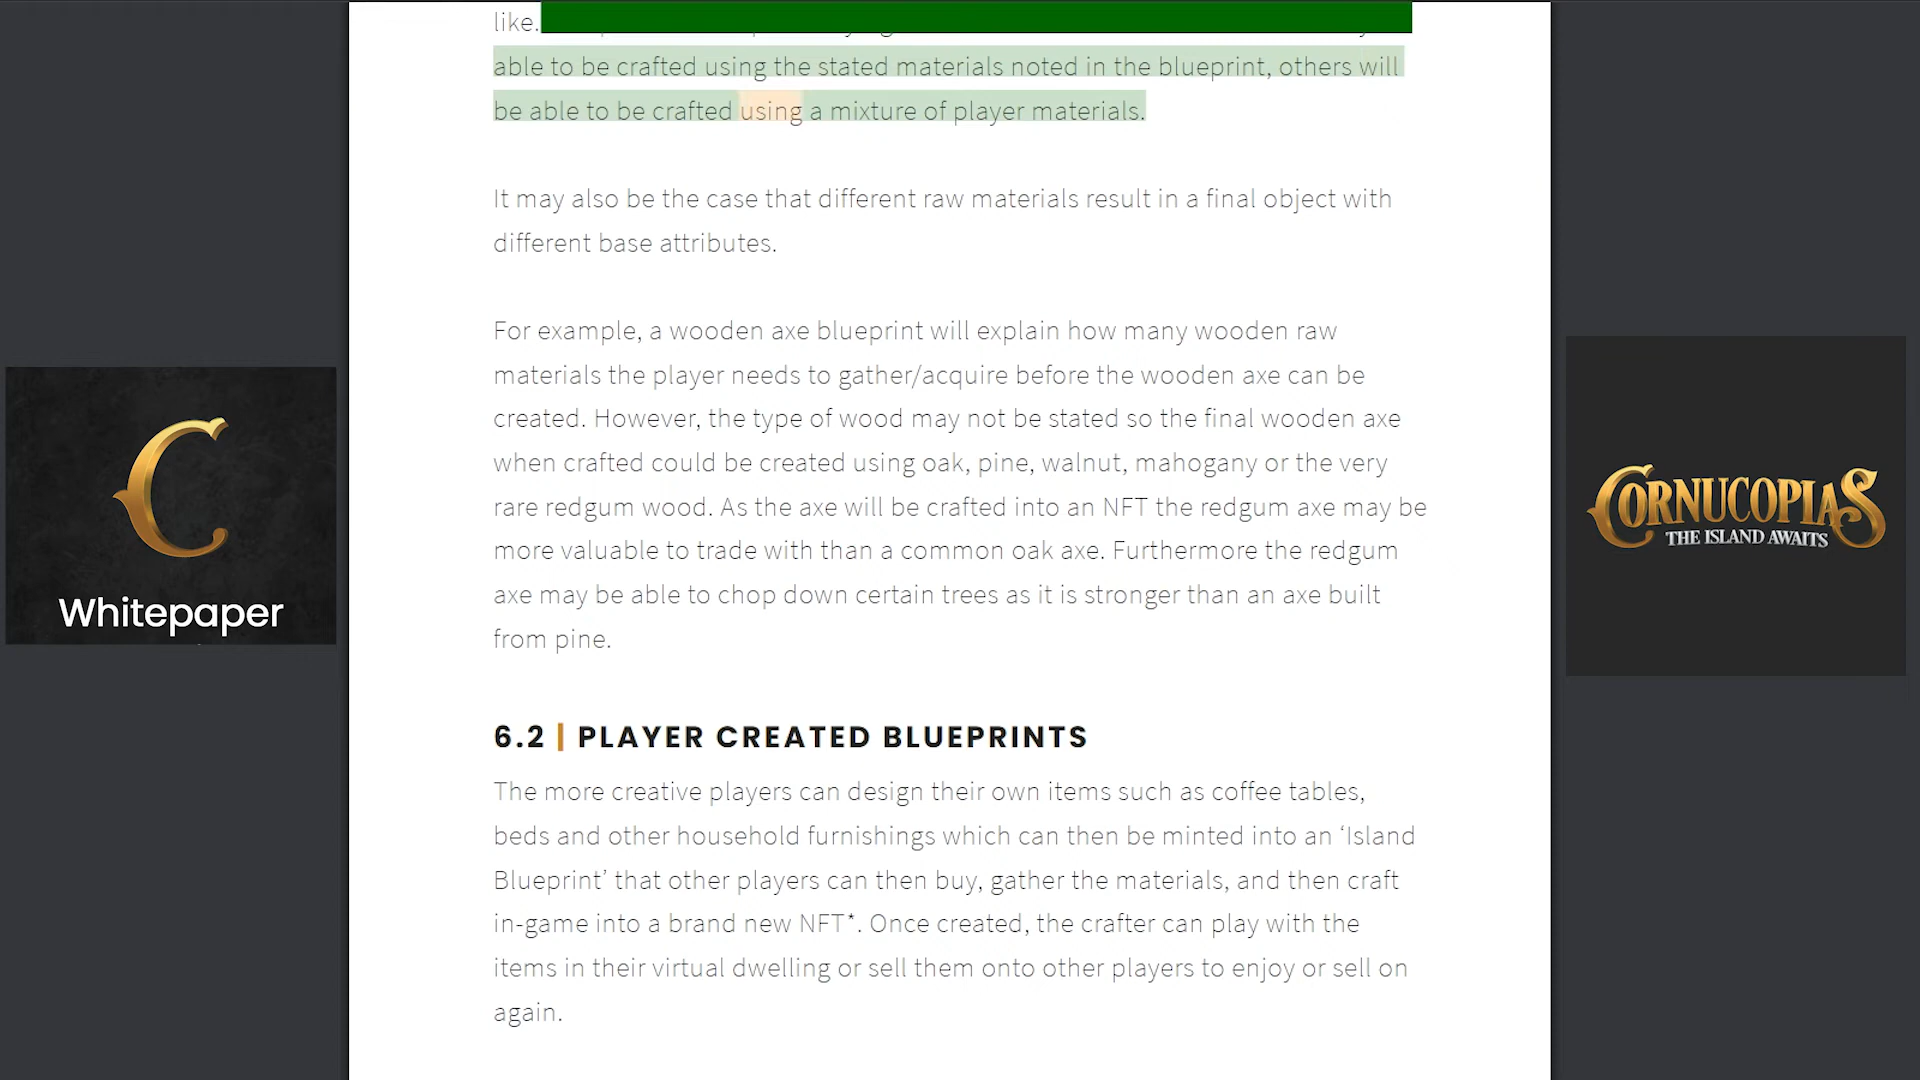 like.
able to be crafted using the stated materials noted in the blueprint, others will
be able to be crafted using a mixture of player materials.
It may also be the case that different raw materials result in a final object with
different base attributes.
For example, a wooden axe blueprint will explain how many wooden raw
materials the player needs to gather/acquire before the wooden axe can be
created. However, the type of wood may not be stated so the final wooden axe
when crafted could be created using oak, pine, walnut, mahogany or the very
rare redgum wood. As the axe will be crafted into an NFT the redgum axe may be
more valuable to trade with than a common oak axe. Furthermore the redgum
axe may be able to chop down certain trees as it is stronger than an axe built
from pine.
6.2 | PLAYER CREATED BLUEPRINTS
The more creative players can design their own items such as coffee tables,
beds and other household furnishings which can then be minted into an ‘Island
Blueprint’ that other players can then buy, gather the materials, and then craft
in-game into a brand new NFT*. Once created, the crafter can play with the
items in their virtual dwelling or sell them onto other players to enjoy or sell on
again.
C
Whitepaper
CORNUCOPIAS
THE ISLAND AWAITS